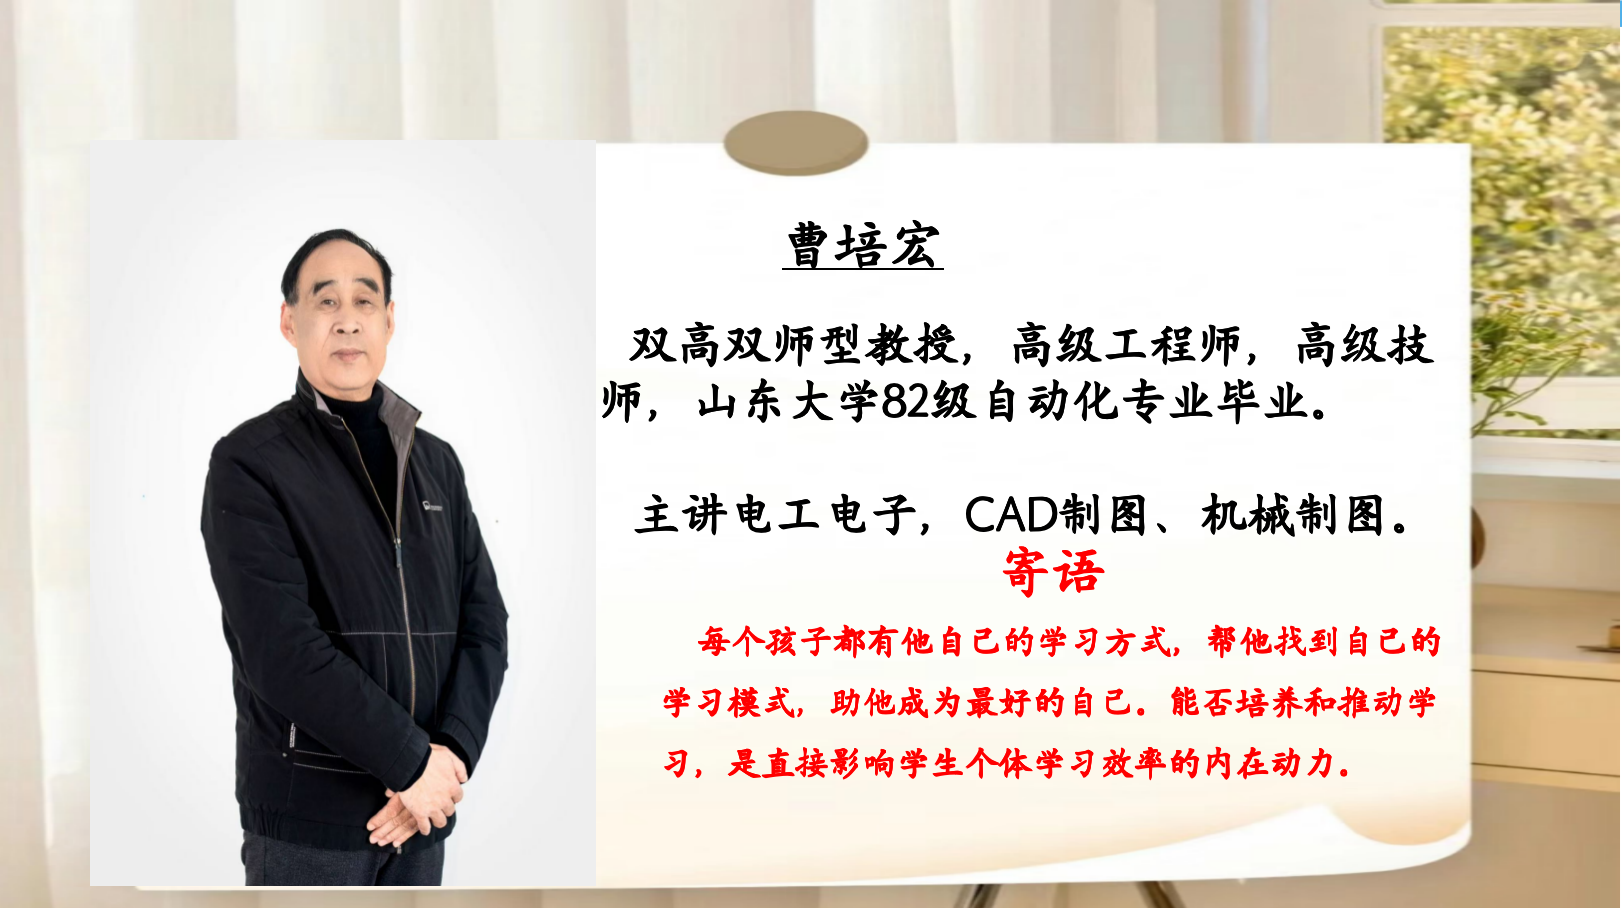 曹培宏
双高双师型教授，高级工程师，高级技
师，山东大学82级自动化专业毕业。
主讲电工电子，CAD制图、机械制图。
寄语
每个孩子都有他自己的学习方式，帮他找到自己的
学习模式，助他成为最好的自己。能否培养和推动学
习，是直接影响学生个体学习效率的内在动力。